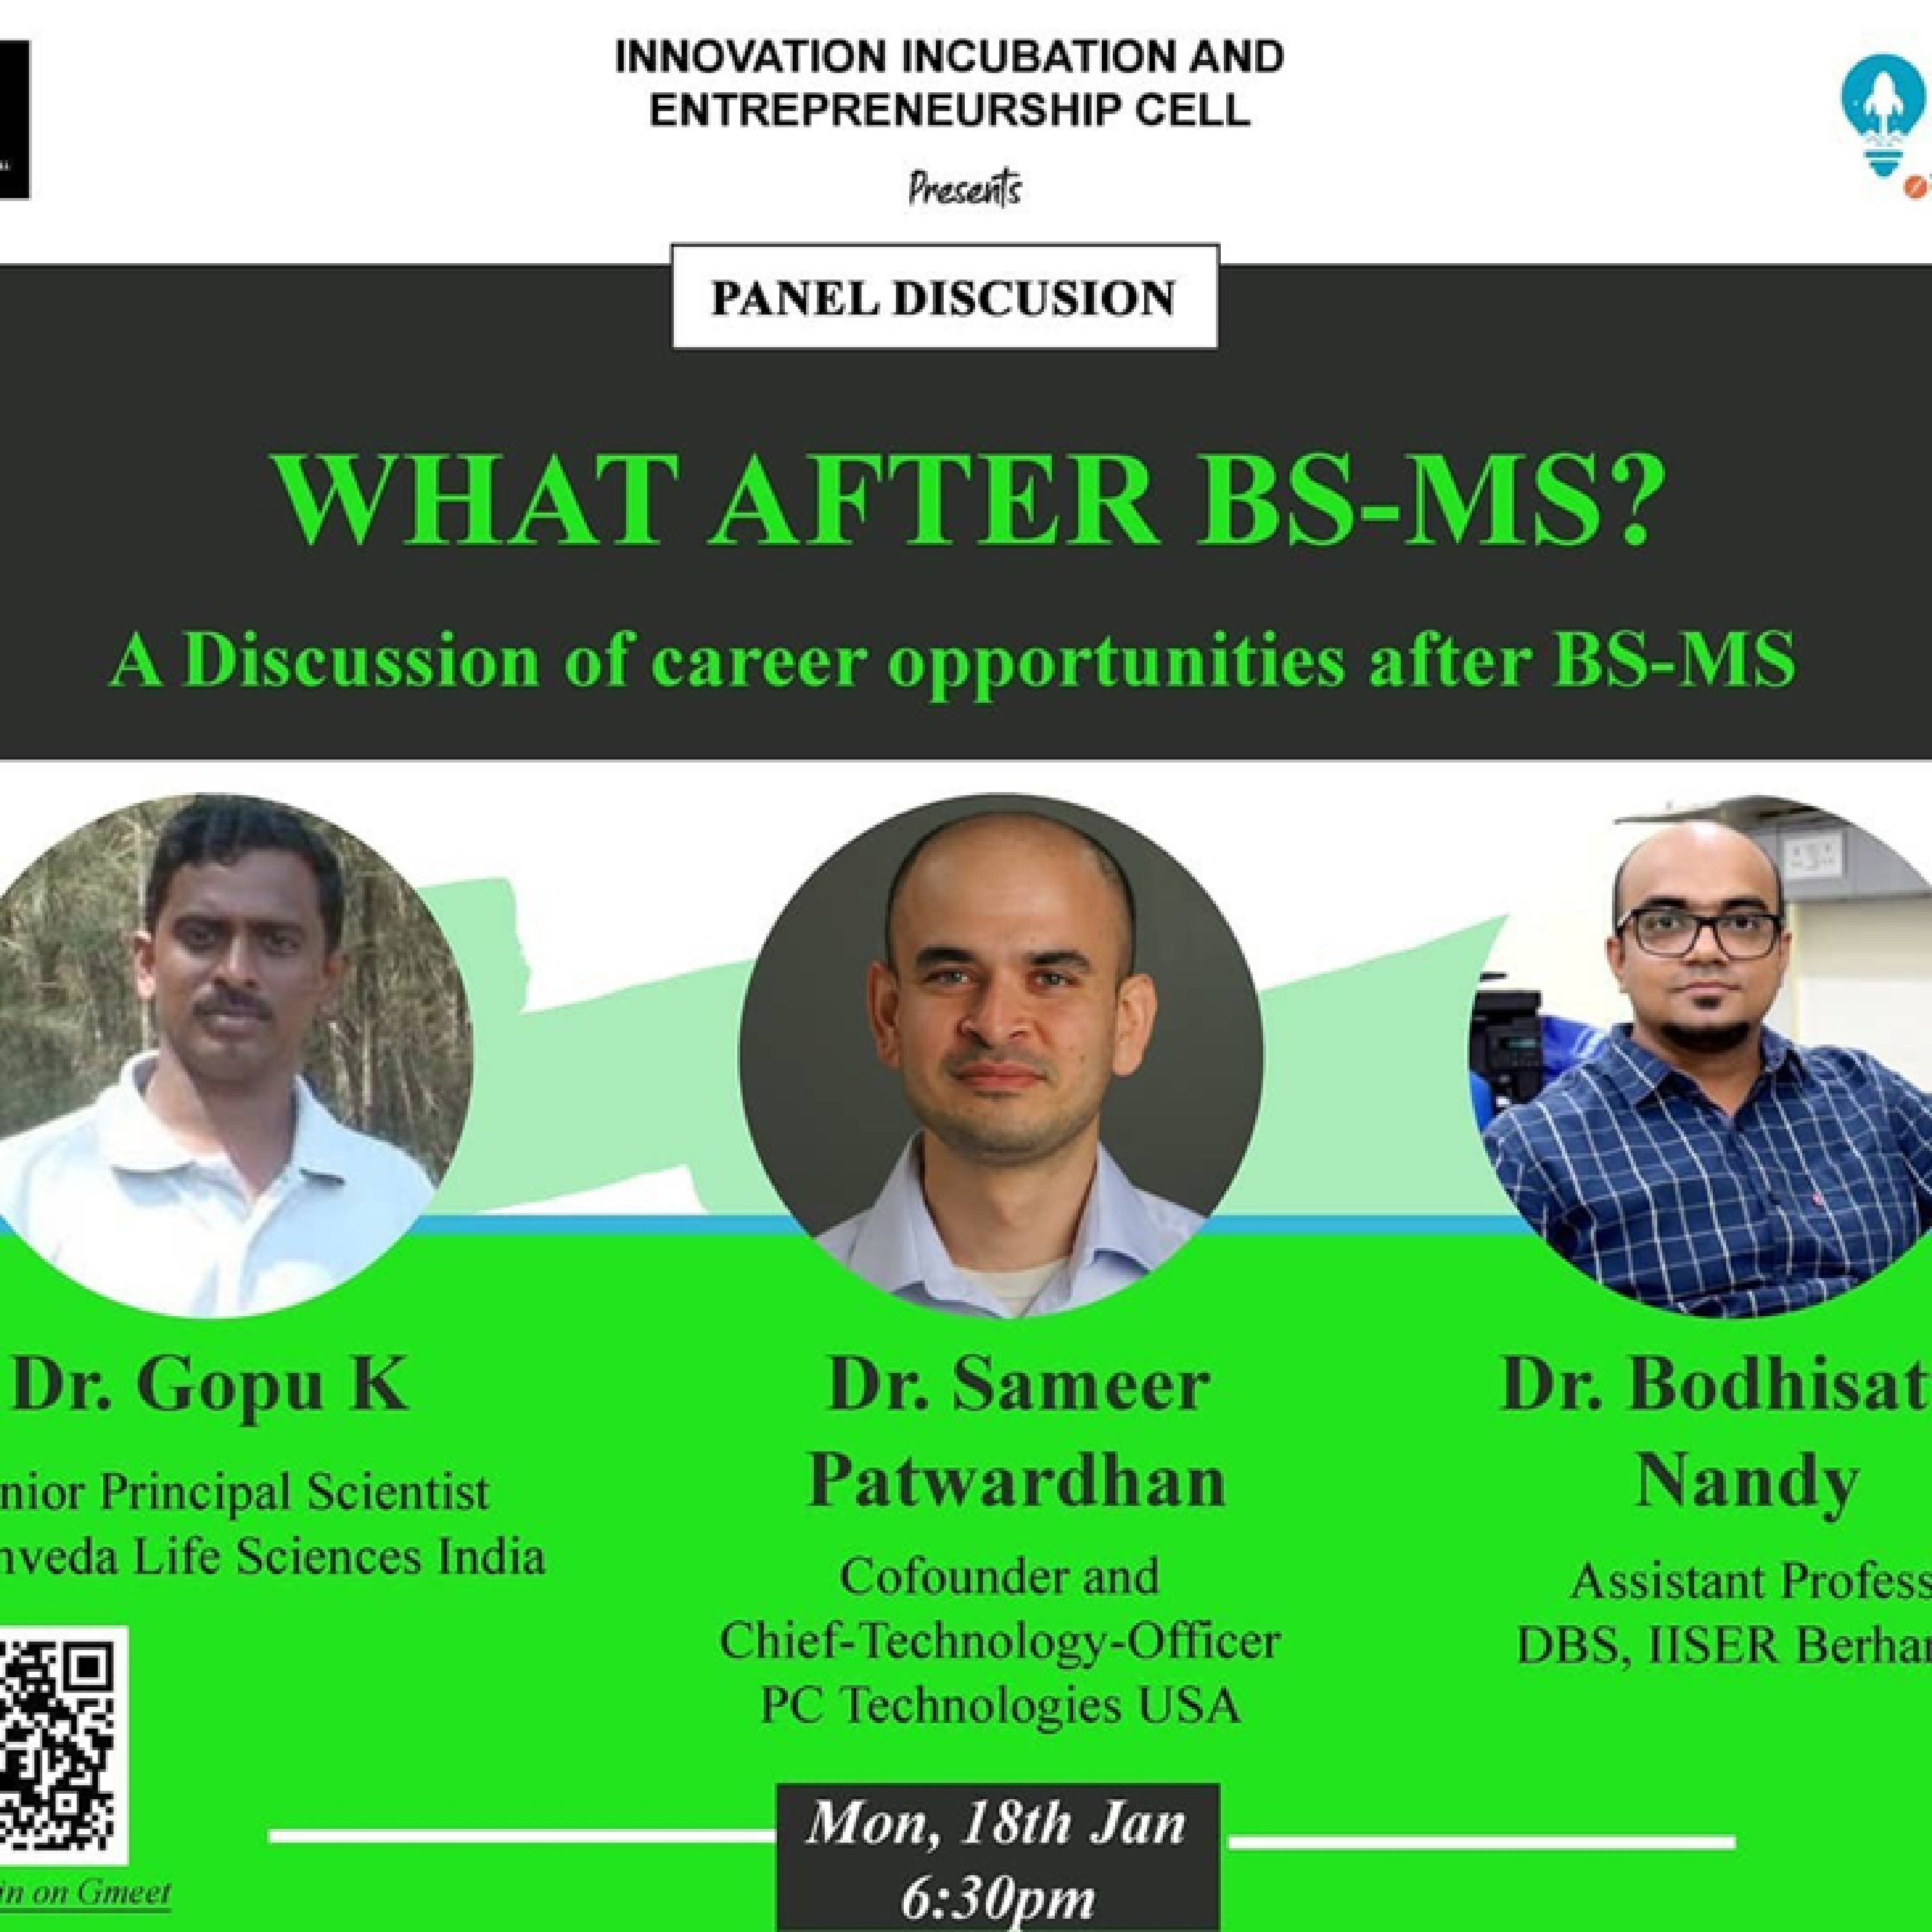 INNOVATION INCUBATION AND
ENTREPRENEURSHIP CELL
Presents
PANEL DISCUSION
WHAT AFTER BS-MS?
A Discussion of career opportunities after BS-MS
Dr. Gopu K
nior Principal Scientist
nveda Life Sciences India
Dr. Sameer
Patwardhan
Cofounder and
Chief-Technology-Officer
PC Technologies USA
Dr. Bodhisat
Nandy
Assistant Profess
DBS, IISER Berha
in on Gmeet
Mon, 18th Jan
6:30pm